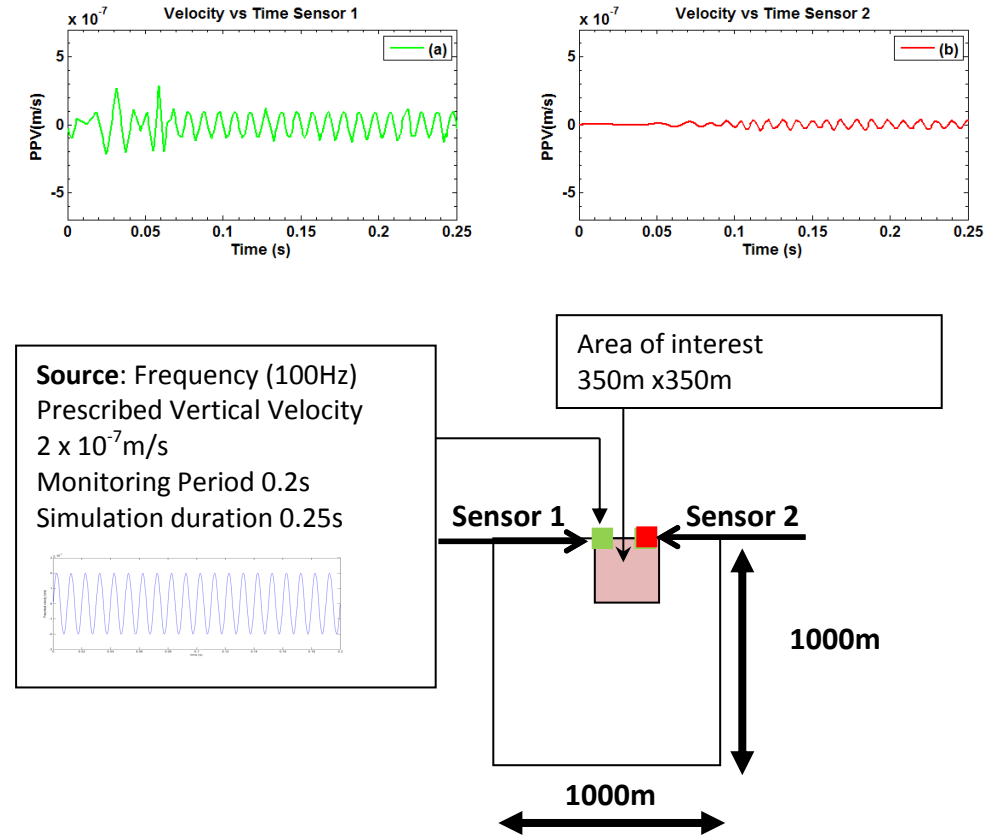 Velocity vs Time Sensor 1
x 10-7
(a)
5
0
-5
PPV(m/s)
0 0.05 0.1 0.15 0.2 0.25
Time (s)
Velocity vs Time Sensor 2
x 10-7
(b)
5
0
-5
PPV(m/s)
0 0.05 0.1 0.15 0.2 0.25
Time (s)
Source: Frequency (100Hz)
Prescribed Vertical Velocity
2 x 10-7m/s
Monitoring Period 0.2s
Simulation duration 0.25s
Area of interest
350m x350m
Sensor 1
Sensor 2
1000m
1000m